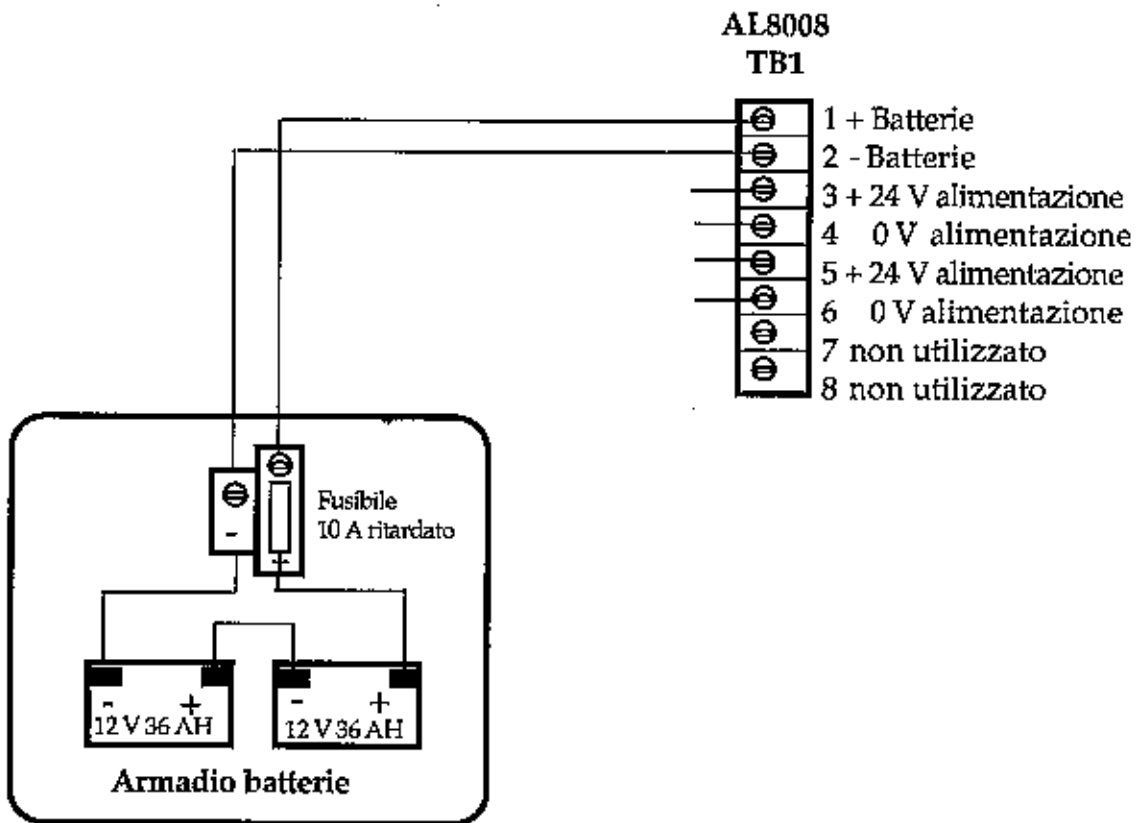 AL8008
TB1
1 + Batterie
2 - Batterie
3 + 24 V alimentazione
4 0 V alimentazione
5 + 24 V alimentazione
6 0 V alimentazione
7 non utilizzato
8 non utilizzato
Fusibile
10 A ritardato
-
+
- +
12 V 36 AH
- +
12 V 36 AH
Armadio batterie